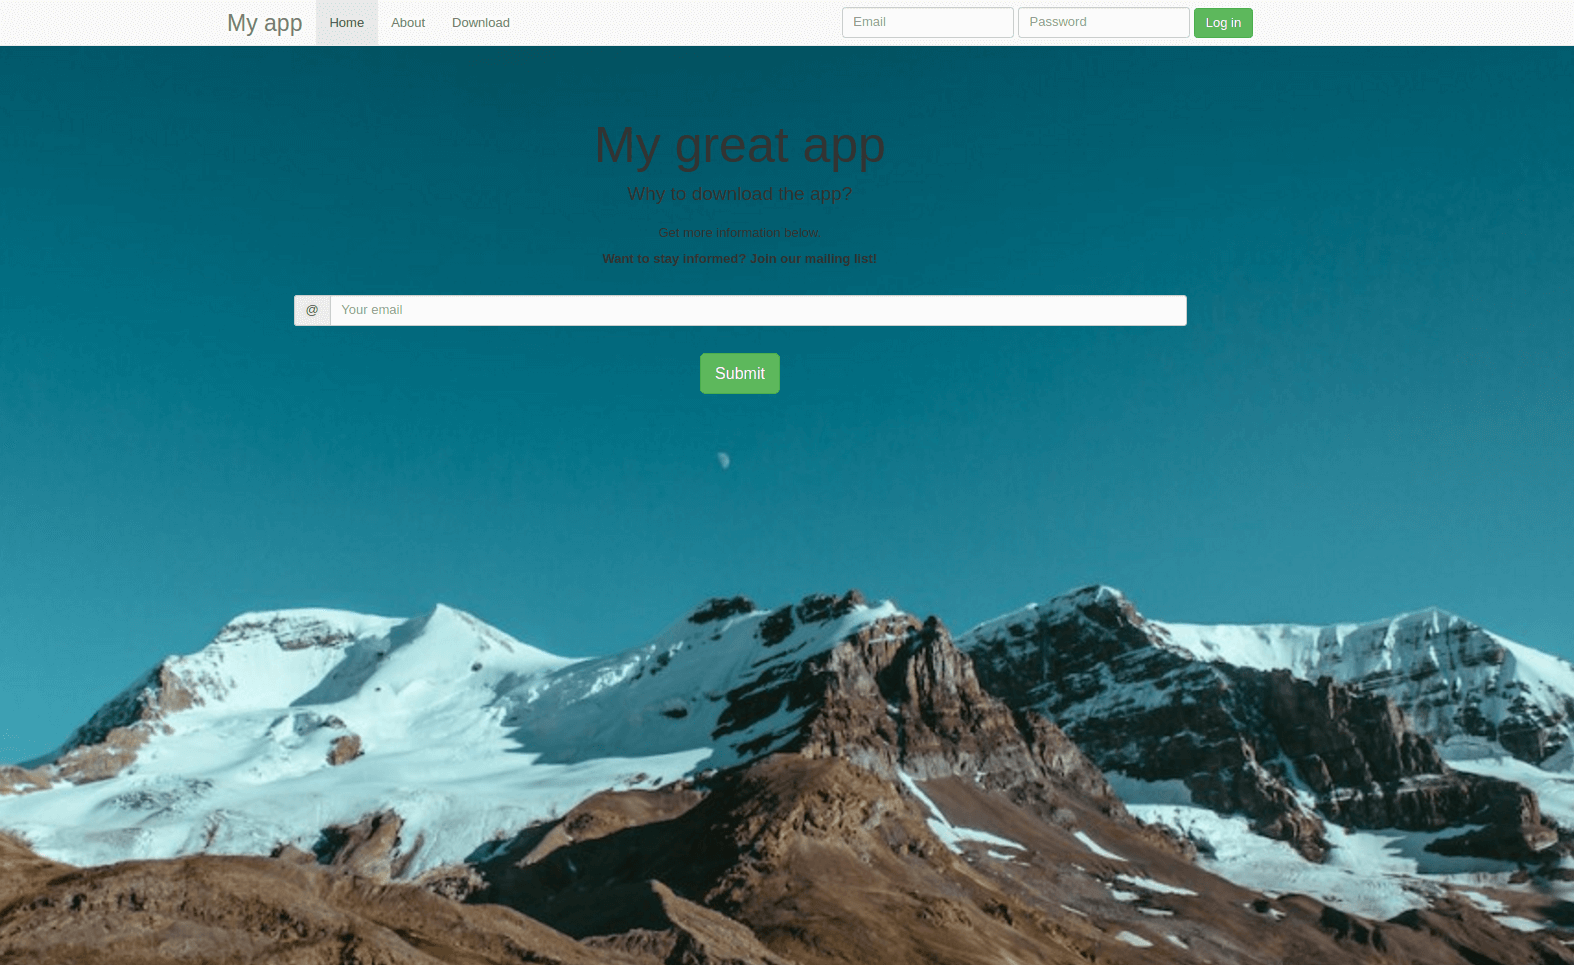 My app Home About Download Email Password Log in
My great app
Why to download the app?
Get more information below.
Want to stay informed? Join our mailing list!
@ Your email
Submit